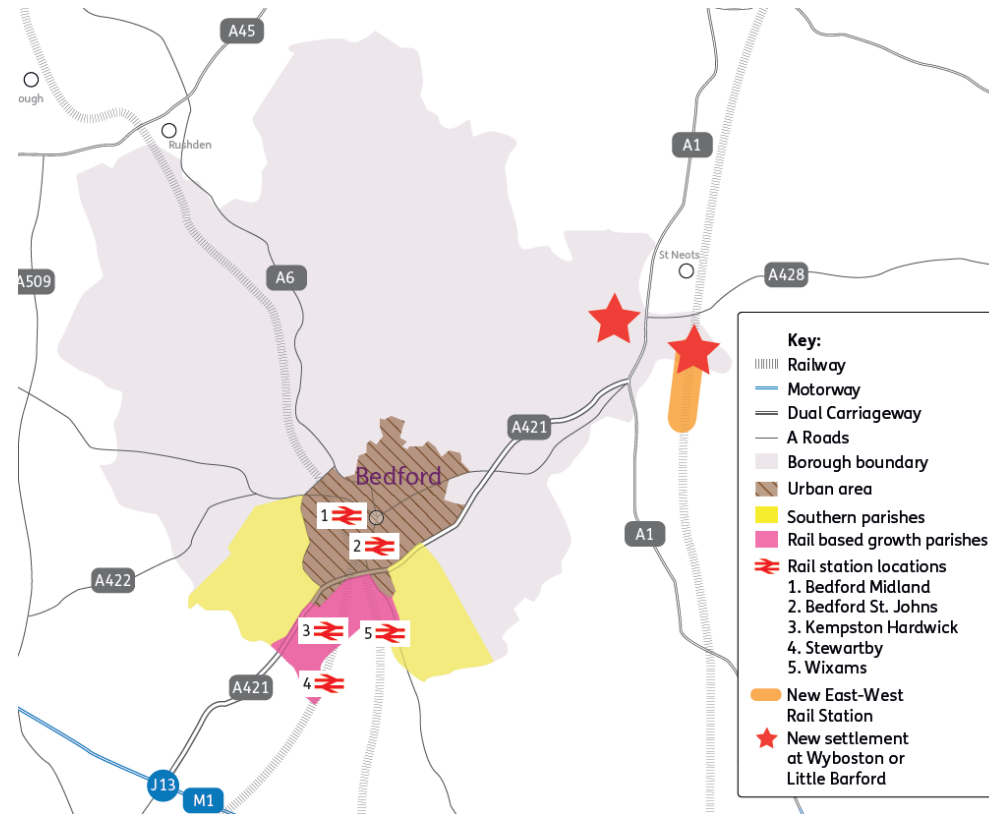 A45
ough
Rushden
A1
St Neots
A509
A6
A428
A421
Bedford
1
2
A1
A422
3
5
4
A421
J13
M1
Key:
Railway
Motorway
Dual Carriageway
A Roads
Borough boundary
Urban area
Southern parishes
Rail based growth parishes
Rail station locations
1. Bedford Midland
2. Bedford St. Johns
3. Kempston Hardwick
4. Stewartby
5. Wixams
New East-West
Rail Station
New settlement
at Wyboston or
Little Barford